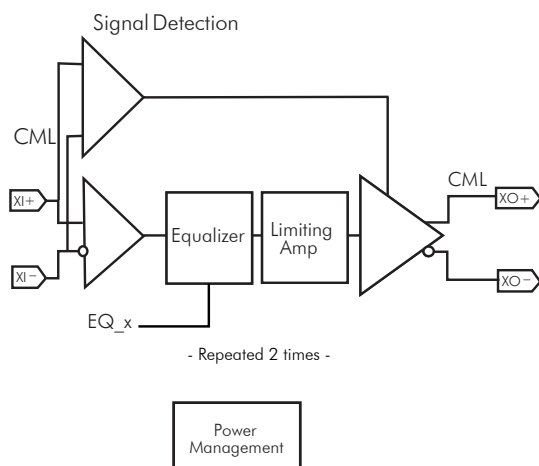 Signal Detection
CML
XI+
XI−
Equalizer
Limiting
Amp
CML
XO+
XO−
EQ_x
- Repeated 2 times -
Power
Management